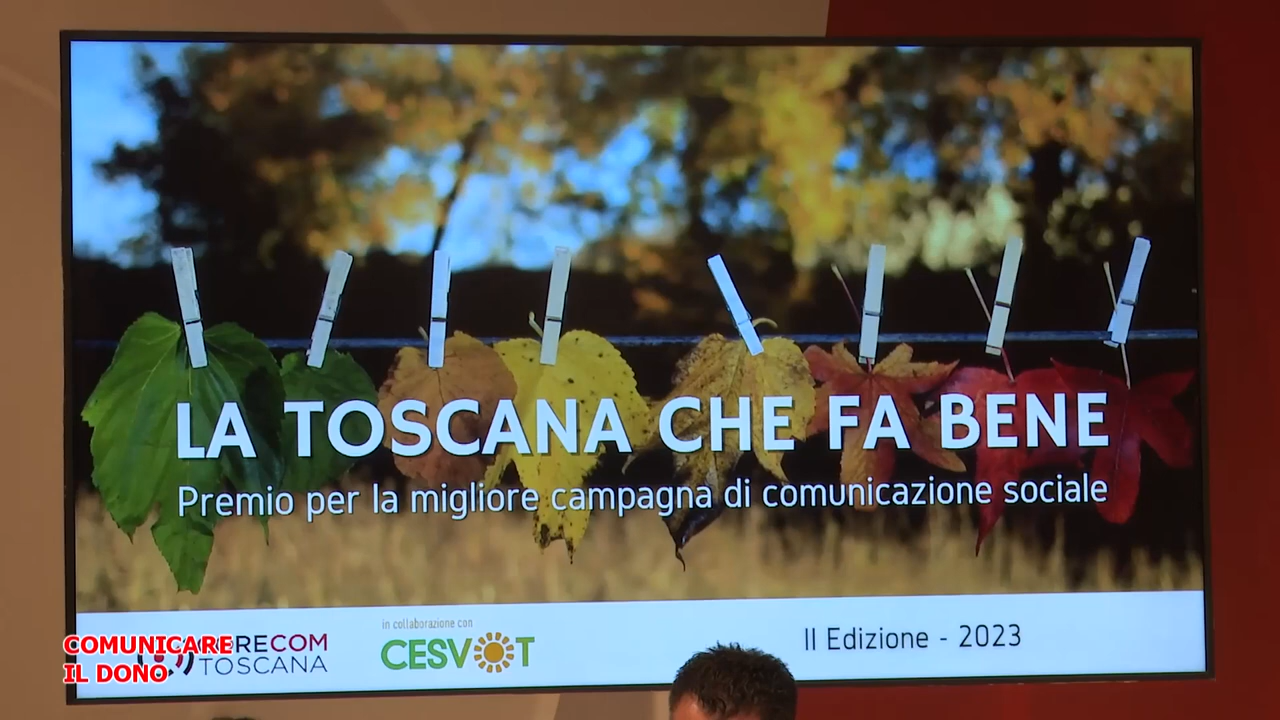 LA TOSCANA CHE FA BENE
Premio per la migliore campagna di comunicazione sociale
in collaborazione con
CESVOT
II Edizione - 2023
RECOM
TOSCANA
COMUNICARE
IL DONO